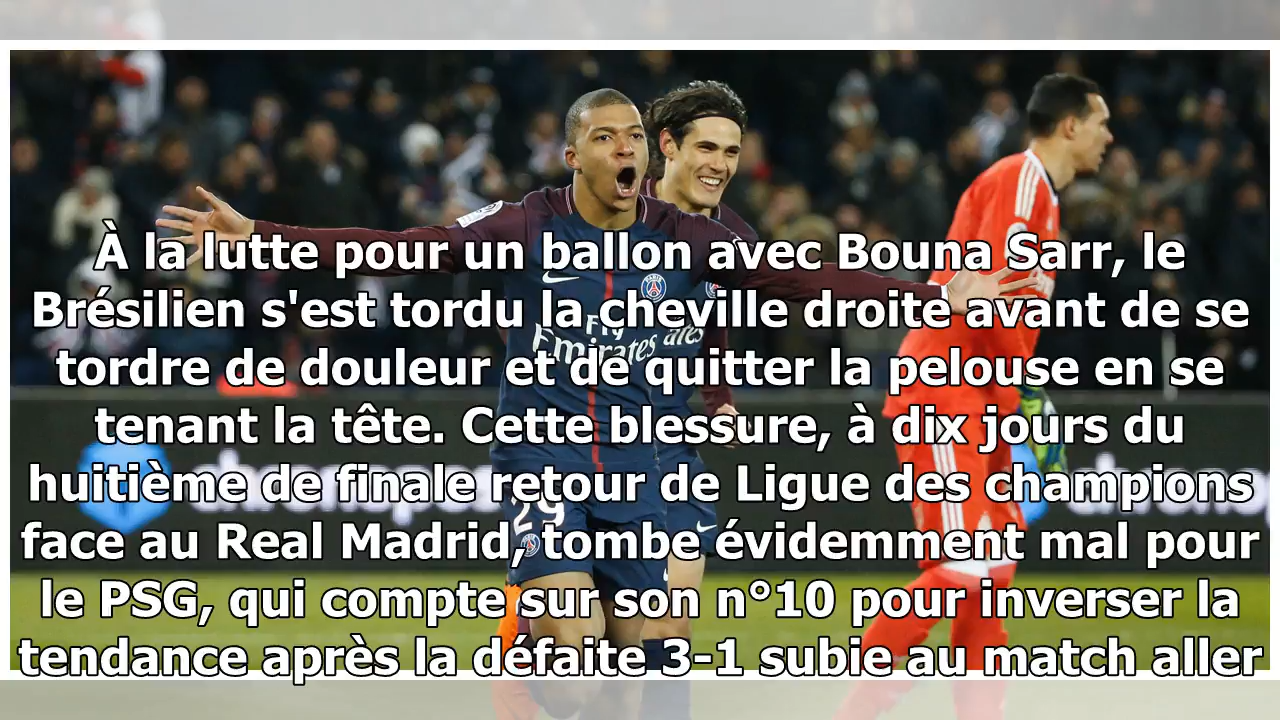 À la lutte pour un ballon avec Bouna Sarr, le
Brésilien s'est tordu la cheville droite avant de se
tordre de douleur et de quitter la pelouse en se
tenant la tête. Cette blessure, à dix jours du
huitième de finale retour de Ligue des champions
face au Real Madrid, tombe évidemment mal pour
le PSG, qui compte sur son n°10 pour inverser la
tendance après la défaite 3-1 subie au match aller
Fly
Emirates
29